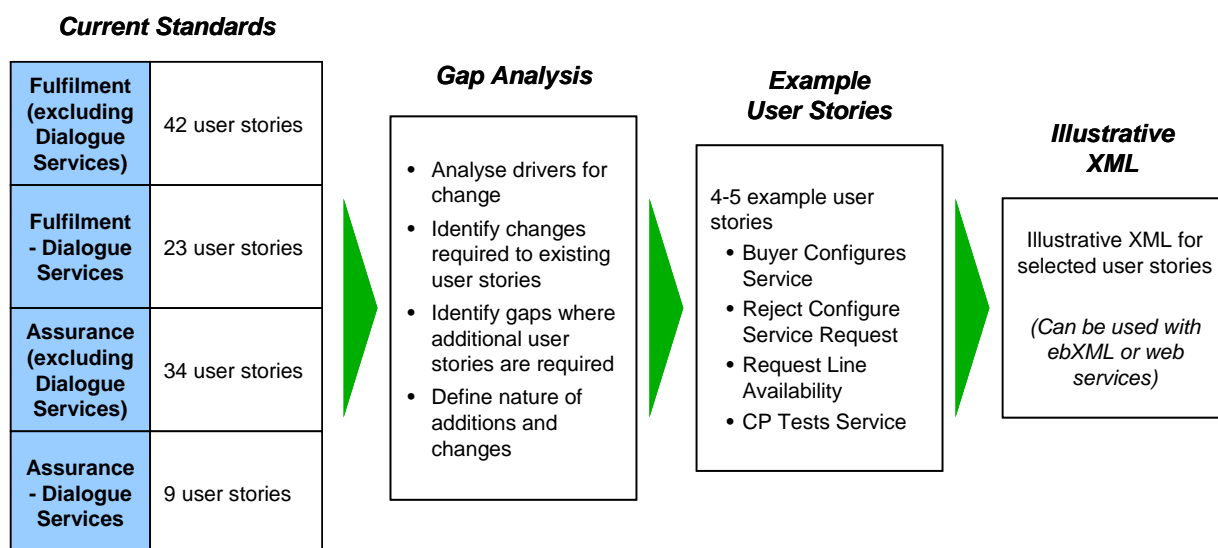 Current Standards
Fulfilment
(excluding
Dialogue
Services)
42 user stories
Fulfilment
- Dialogue
Services
23 user stories
Assurance
(excluding
Dialogue
Services)
34 user stories
Assurance
- Dialogue
Services
9 user stories
Gap Analysis
• Analyse drivers for
change
• Identify changes
required to existing
user stories
• Identify gaps where
additional user
stories are required
• Define nature of
additions and
changes
Example
User Stories
4-5 example user
stories
• Buyer Configures
Service
• Reject Configure
Service Request
• Request Line
Availability
• CP Tests Service
Illustrative
XML
Illustrative XML for
selected user stories
(Can be used with
ebXML or web
services)